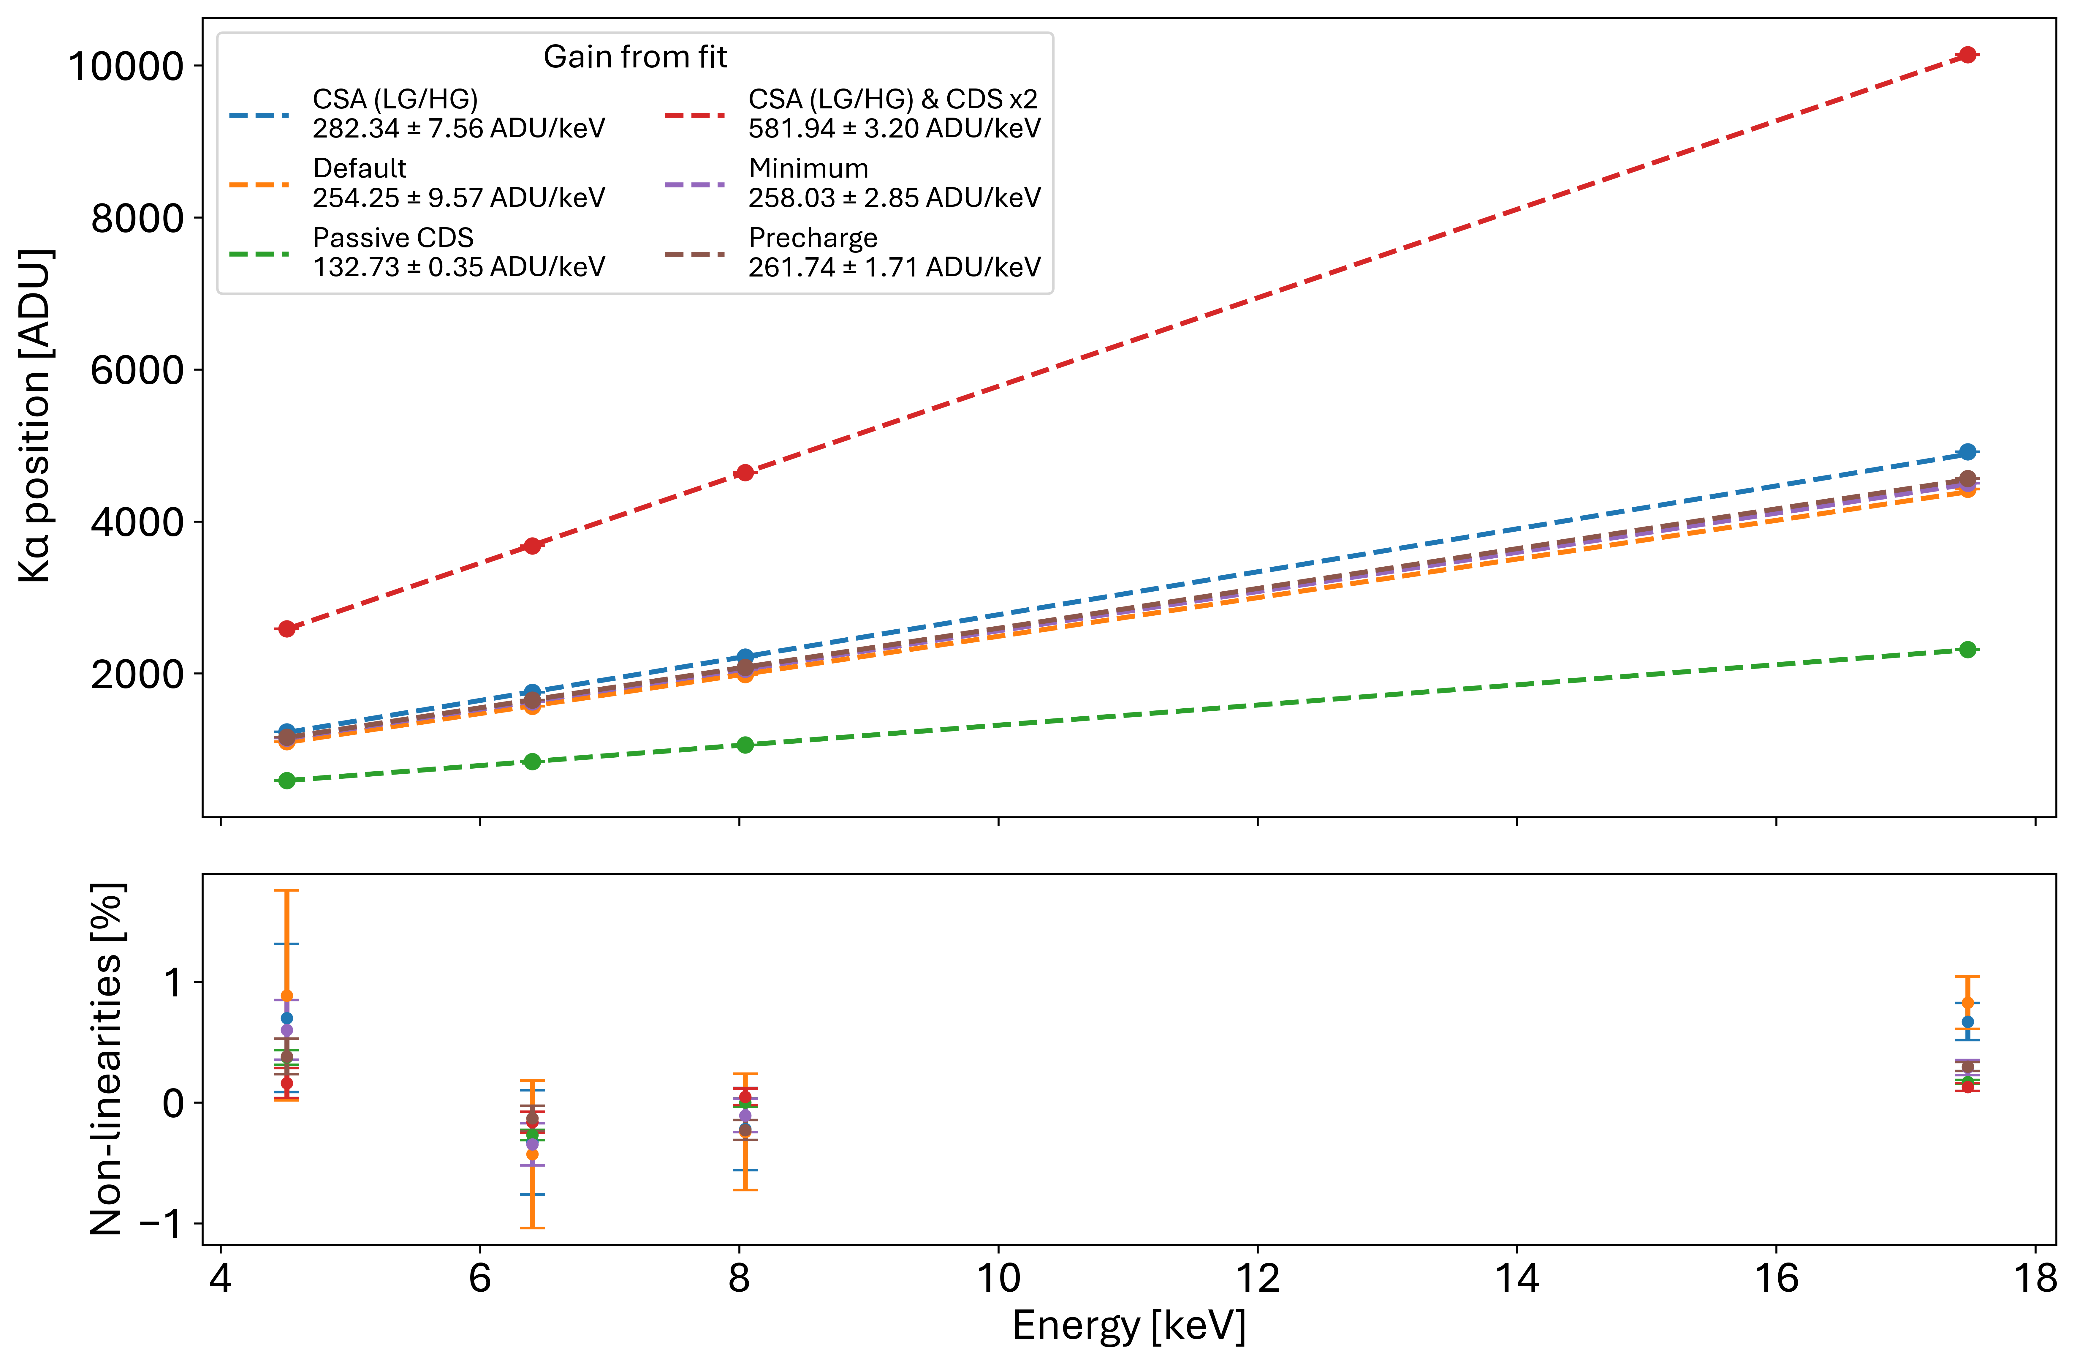 Gain from fit
CSA (LG/HG)
282.34 ± 7.56 ADU/keV
Default
254.25 ± 9.57 ADU/keV
Passive CDS
132.73 ± 0.35 ADU/keV
CSA (LG/HG) & CDS x2
581.94 ± 3.20 ADU/keV
Minimum
258.03 ± 2.85 ADU/keV
Precharge
261.74 ± 1.71 ADU/keV
Kα position [ADU]
10000
8000
6000
4000
2000
Non-linearities [%]
1
0
−1
4 6 8 10 12 14 16 18
Energy [keV]